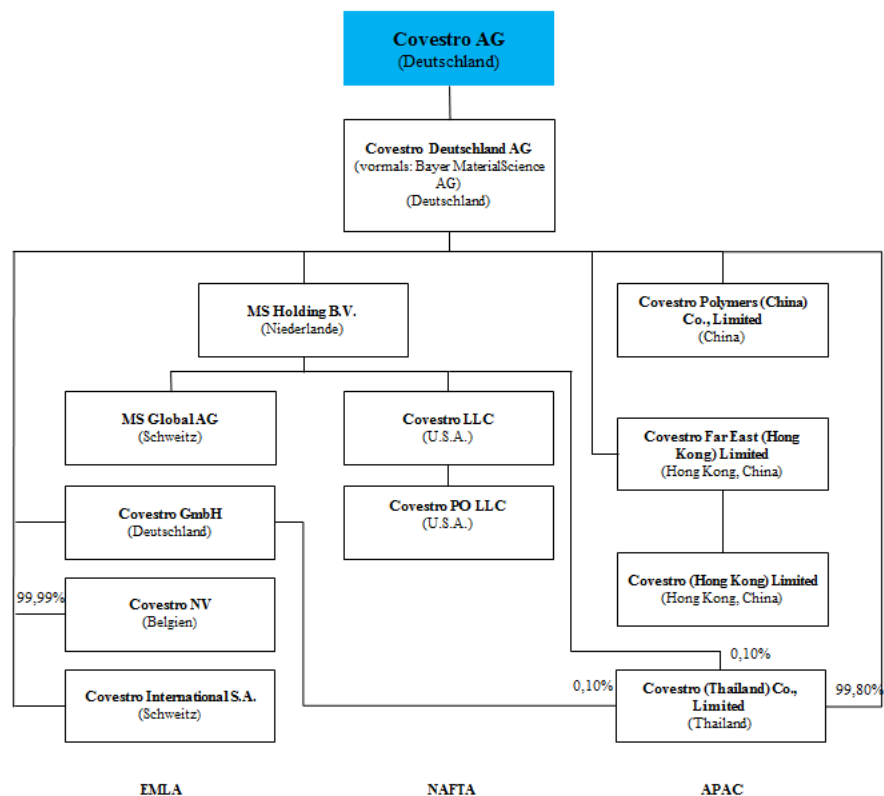 Covestro AG
(Deutschland)
Covestro Deutschland AG
(vormals: Bayer MaterialScience
AG)
(Deutschland)
MS Holding B.V.
(Niederlande)
Covestro Polymers (China)
Co., Limited
(China)
MS Global AG
(Schweitz)
Covestro LLC
(U.S.A.)
Covestro Far East (Hong
Kong) Limited
(Hong Kong, China)
Covestro GmbH
(Deutschland)
Covestro PO LLC
(U.S.A.)
99,99%
Covestro NV
(Belgien)
Covestro (Hong Kong) Limited
(Hong Kong, China)
0,10%
0,10%
Covestro International S.A.
(Schweitz)
Covestro (Thailand) Co.,
Limited
(Thailand)
99,80%
EMLA
NAFTA
APAC